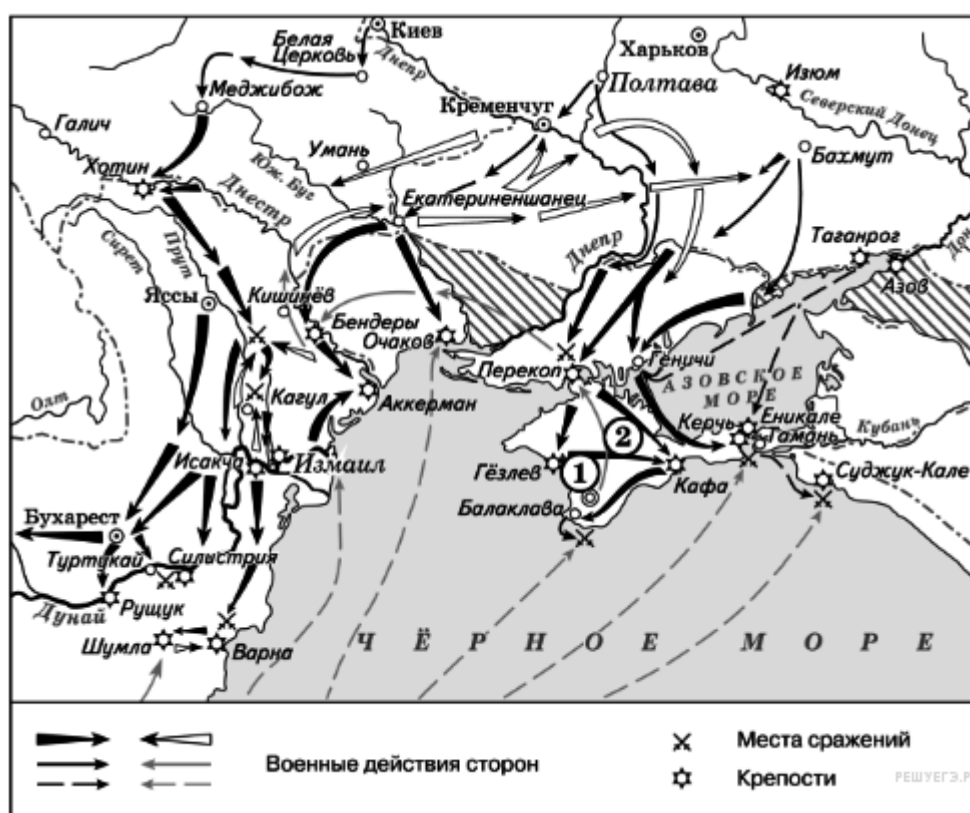 Киев
Белая
Церковь
Днепр
Харьков
Изюм
Полтава
Северский Донец
Меджибож
Кременчуг
Галич
Умань
Бахмут
Хотин
Юж. Буг
Екатериненшанец
Днестр
Таганрог
Дон
Сирет
Прут
Днепр
Азов
Яссы
Кишинёв
Бендеры
Очаков
Геничи
Перекоп
АЗОВСКОЕ
МОРЕ
Олт
Кагул
Аккерман
Керчь
Еникале
Тамань
Кубань
2
Исакча
Измаил
Гёзлев
1
Кафа
Суджук-Кале
Балаклава
Бухарест
Туртукай
Силистрия
Дунай
Рущук
Шумла
Варна
ЧЁРНОЕ МОРЕ
Военные действия сторон
Места сражений
Крепости
РЕШУЕГЭ.Р